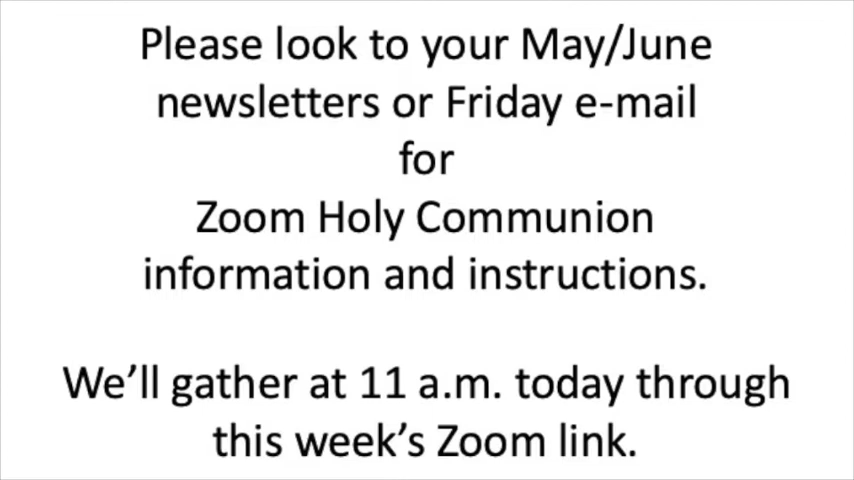 Please look to your May/June
newsletters or Friday e-mail
for
Zoom Holy Communion
information and instructions.
We’ll gather at 11 a.m. today through
this week’s Zoom link.